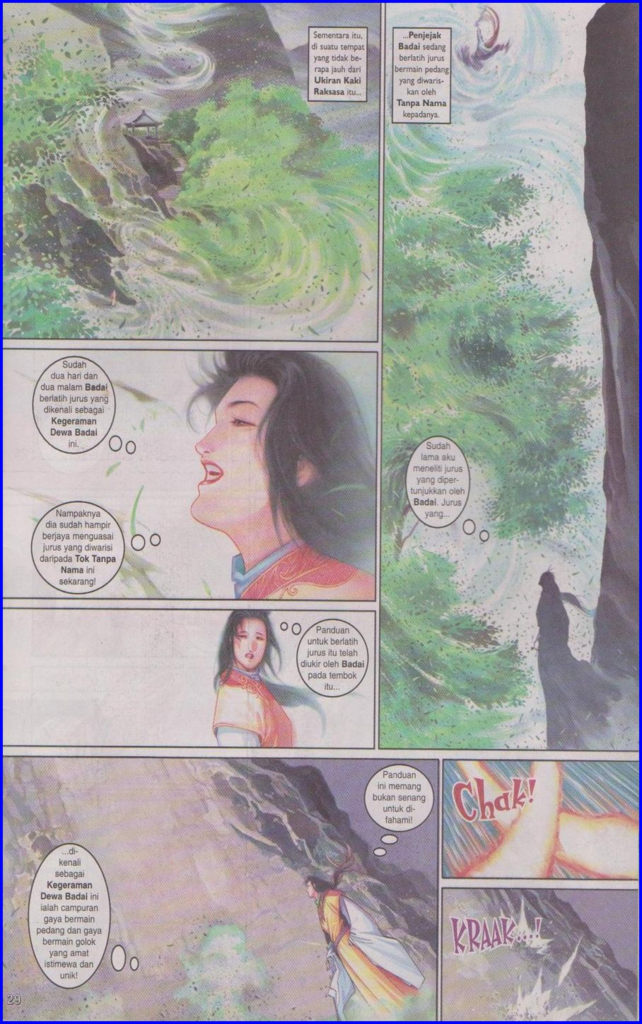 Sementara itu,
di suatu tempat
yang tidak be-
rapa jauh dari
Ukiran Kaki
Raksasa itu...
...Penjejak
Badai sedang
berlatih jurus
bermain pedang
yang diwaris-
kan oleh
Tanpa Nama
kepadanya.
Sudah
dua hari dan
dua malam Badai
berlatih jurus yang
dikenali sebagai
Kegeraman
Dewa Badai
ini.
Nampaknya
dia sudah hampir
berjaya menguasai
jurus yang diwarisi
daripada Tok Tanpa
Nama ini
sekarang!
Sudah
lama aku
meneliti jurus
yang diper-
tunjukkan oleh
Badai. Jurus
yang...
Panduan
untuk berlatih
jurus itu telah
diukir oleh Badai
pada tembok
itu...
Panduan
ini memang
bukan senang
untuk di-
fahami!
...di-
kenali
sebagai
Kegeraman
Dewa Badai ini
ialah campuran
gaya bermain
pedang dan gaya
bermain golok
yang amat
istimewa dan
unik!
Chak!
KRAAK...!
29